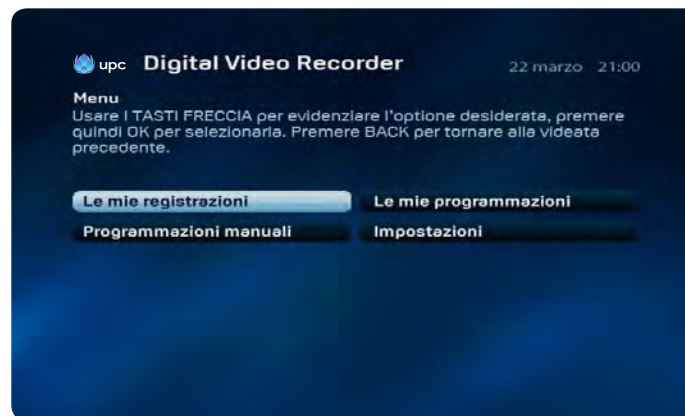 upc Digital Video Recorder 22 marzo 21:00
Menu
Usare I TASTI FRECCIA per evidenziare l'optione desiderata, premere
quindi OK per selezionarla. Premere BACK per tornare alla videata
precedente.
Le mie registrazioni Le mie programmazioni
Programmazioni manuali Impostazioni